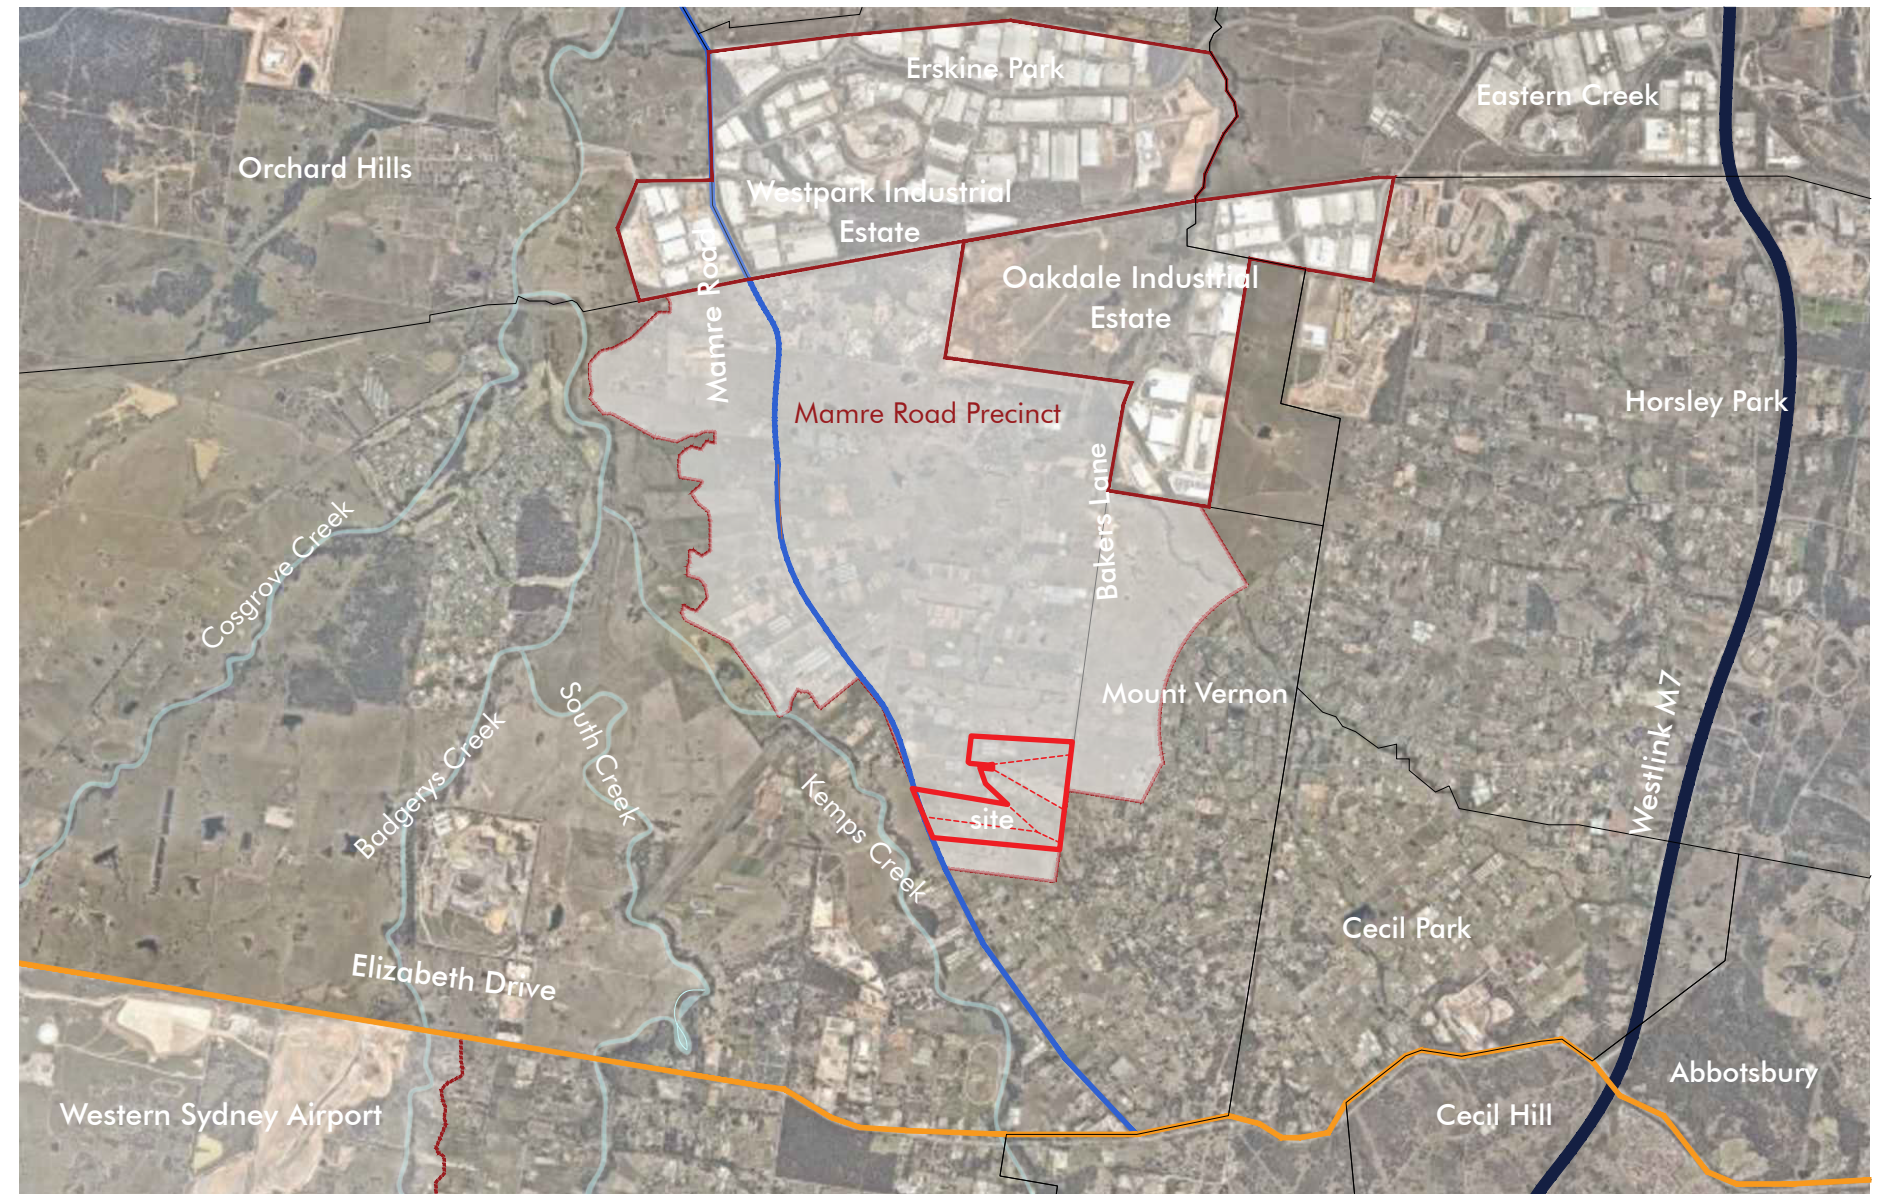 Erskine Park
Eastern Creek
Orchard Hills
Westpark Industrial
Estate
Mamre Road
Oakdale Industrial
Estate
Horsley Park
Mamre Road Precinct
Bakers Lane
Cosgrove Creek
Mount Vernon
South Creek
Badgerys Creek
Westlink M7
Kemps Creek
site
Cecil Park
Elizabeth Drive
Abbotsbury
Western Sydney Airport
Cecil Hill